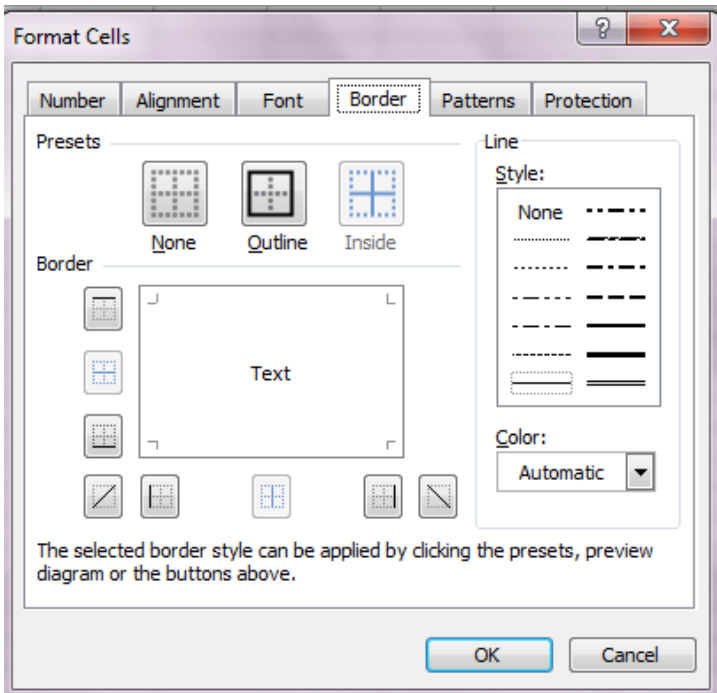 Format Cells
Number Alignment Font Border Patterns Protection
Presets
None Outline Inside
Border
Text
Line
Style:
None
Color:
Automatic
The selected border style can be applied by clicking the presets, preview
diagram or the buttons above.
OK Cancel